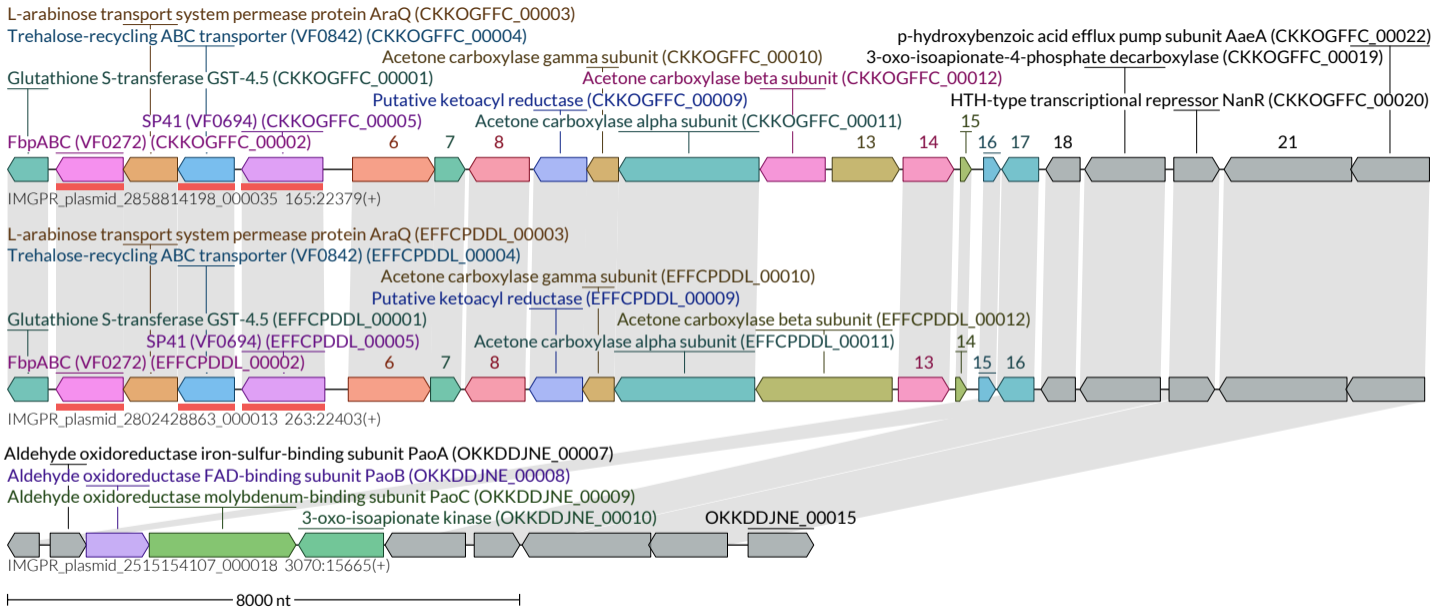 L-arabinose transport system permease protein AraQ (CKKOGFFC_00003)
Trehalose-recycling ABC transporter (VF0842) (CKKOGFFC_00004)
p-hydroxybenzoic acid efflux pump subunit AaeA (CKKOGFFC_00022)
Acetone carboxylase gamma subunit (CKKOGFFC_00010)
3-oxo-isoapionate-4-phosphate decarboxylase (CKKOGFFC_00019)
Glutathione S-transferase GST-4.5 (CKKOGFFC_00001)
Acetone carboxylase beta subunit (CKKOGFFC_00012)
Putative ketoacyl reductase (CKKOGFFC_00009)
HTH-type transcriptional repressor NanR (CKKOGFFC_00020)
SP41 (VF0694) (CKKOGFFC_00005)
Acetone carboxylase alpha subunit (CKKOGFFC_00011)
15
FbpABC (VF0272) (CKKOGFFC_00002)
6 7 8 13 14 16 17 18 21
IMGPR_plasmid_2858814198_000035 165:22379(+)
L-arabinose transport system permease protein AraQ (EFFCPDDL_00003)
Trehalose-recycling ABC transporter (VF0842) (EFFCPDDL_00004)
Acetone carboxylase gamma subunit (EFFCPDDL_00010)
Putative ketoacyl reductase (EFFCPDDL_00009)
Glutathione S-transferase GST-4.5 (EFFCPDDL_00001)
Acetone carboxylase beta subunit (EFFCPDDL_00012)
SP41 (VF0694) (EFFCPDDL_00005)
Acetone carboxylase alpha subunit (EFFCPDDL_00011)
14
FbpABC (VF0272) (EFFCPDDL_00002)
6 7 8 13 15 16
IMGPR_plasmid_2802428863_000013 263:22403(+)
Aldehyde oxidoreductase iron-sulfur-binding subunit PaoA (OKKDDJNE_00007)
Aldehyde oxidoreductase FAD-binding subunit PaoB (OKKDDJNE_00008)
Aldehyde oxidoreductase molybdenum-binding subunit PaoC (OKKDDJNE_00009)
3-oxo-isoapionate kinase (OKKDDJNE_00010)
OKKDDJNE_00015
IMGPR_plasmid_2515154107_000018 3070:15665(+)
8000 nt